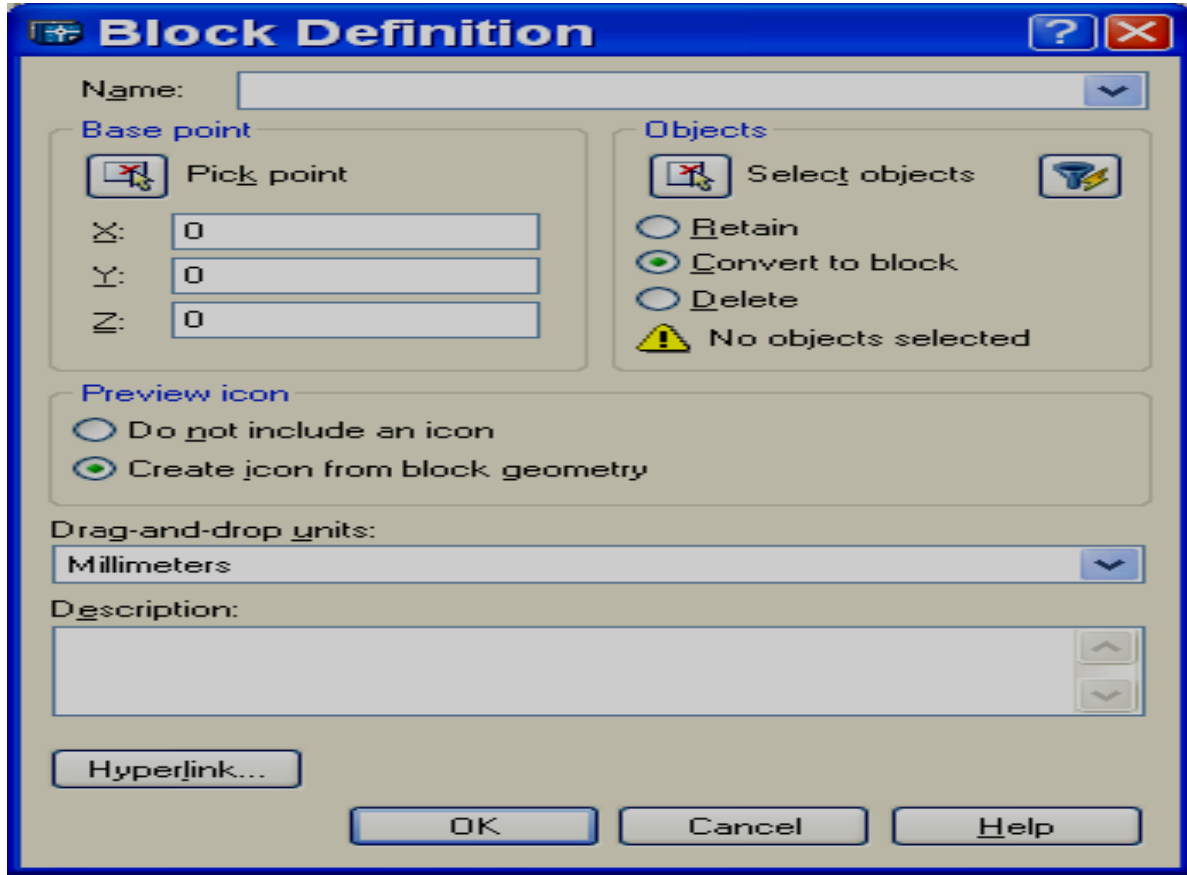 Block Definition
Name:
Base point
Pick point
X: 0
Y: 0
Z: 0
Objects
Select objects
Retain
Convert to block
Delete
No objects selected
Preview icon
Do not include an icon
Create icon from block geometry
Drag-and-drop units:
Millimeters
Description:
Hyperlink...
OK Cancel Help